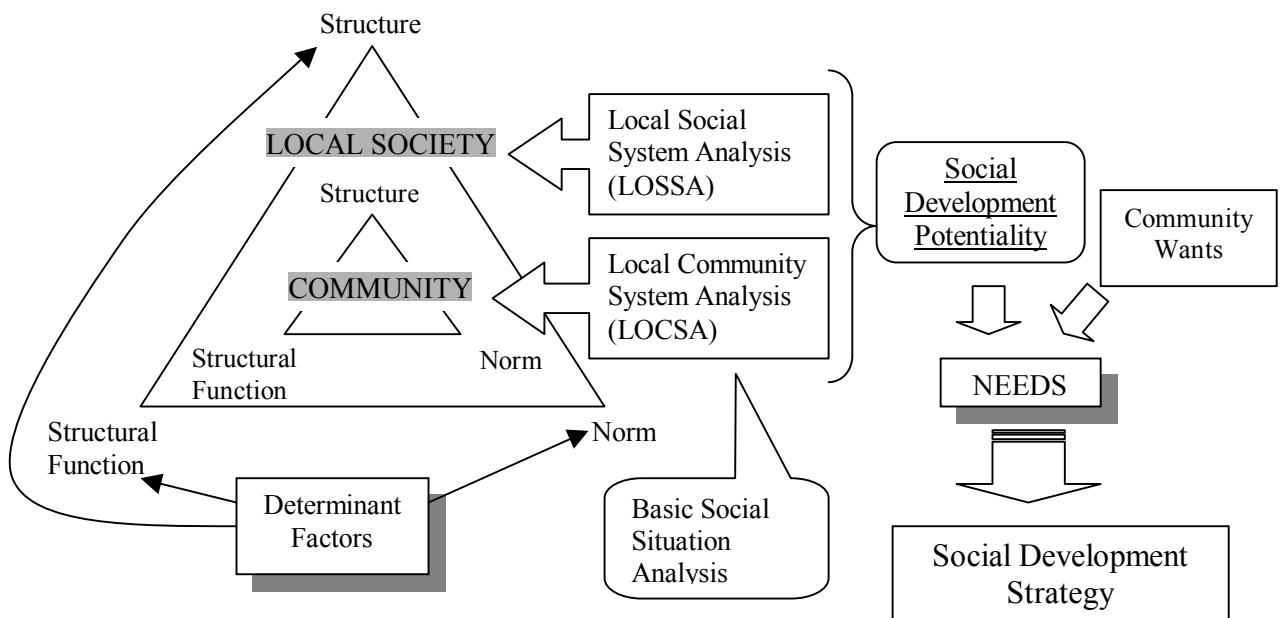 Structure
LOCAL SOCIETY
Structure
COMMUNITY
Structural
Function
Norm
Structural
Function
Norm
Determinant
Factors
Local Social
System Analysis
(LOSSA)
Local Community
System Analysis
(LOCSA)
Basic Social
Situation
Analysis
Social
Development
Potentiality
Community
Wants
NEEDS
Social Development
Strategy